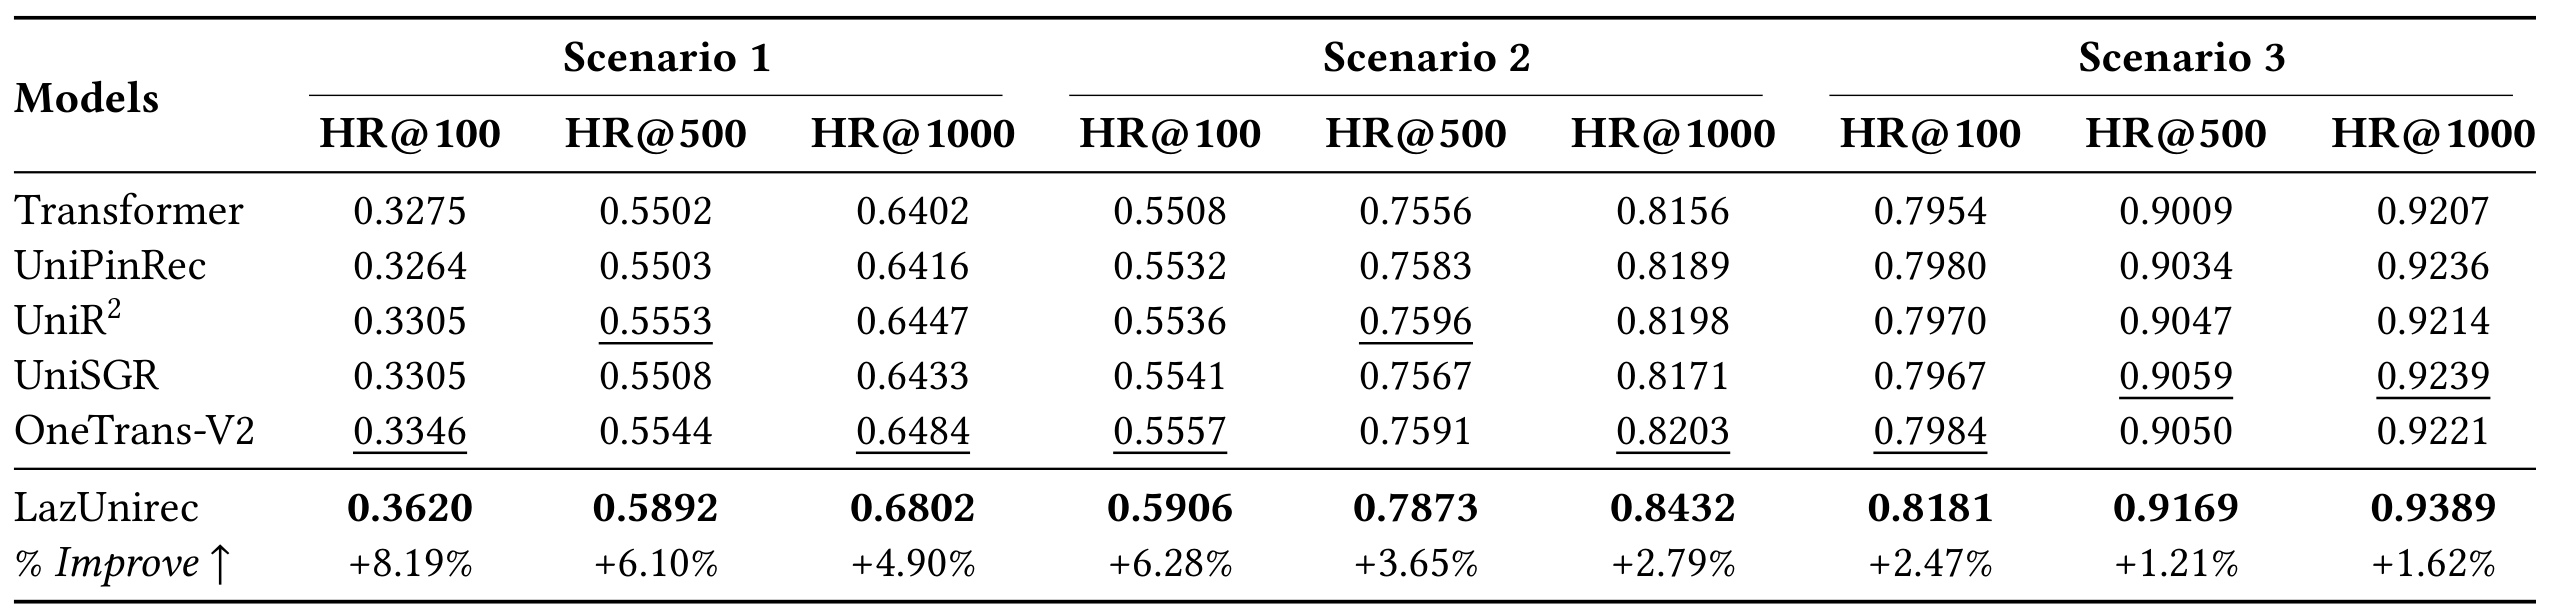 Models Scenario 1 Scenario 2 Scenario 3
HR@100 HR@500 HR@1000 HR@100 HR@500 HR@1000 HR@100 HR@500 HR@1000
Transformer 0.3275 0.5502 0.6402 0.5508 0.7556 0.8156 0.7954 0.9009 0.9207
UniPinRec 0.3264 0.5503 0.6416 0.5532 0.7583 0.8189 0.7980 0.9034 0.9236
UniR² 0.3305 0.5553 0.6447 0.5536 0.7596 0.8198 0.7970 0.9047 0.9214
UniSGR 0.3305 0.5508 0.6433 0.5541 0.7567 0.8171 0.7967 0.9059 0.9239
OneTrans-V2 0.3346 0.5544 0.6484 0.5557 0.7591 0.8203 0.7984 0.9050 0.9221
LazUnirec 0.3620 0.5892 0.6802 0.5906 0.7873 0.8432 0.8181 0.9169 0.9389
% Improve ↑ +8.19% +6.10% +4.90% +6.28% +3.65% +2.79% +2.47% +1.21% +1.62%